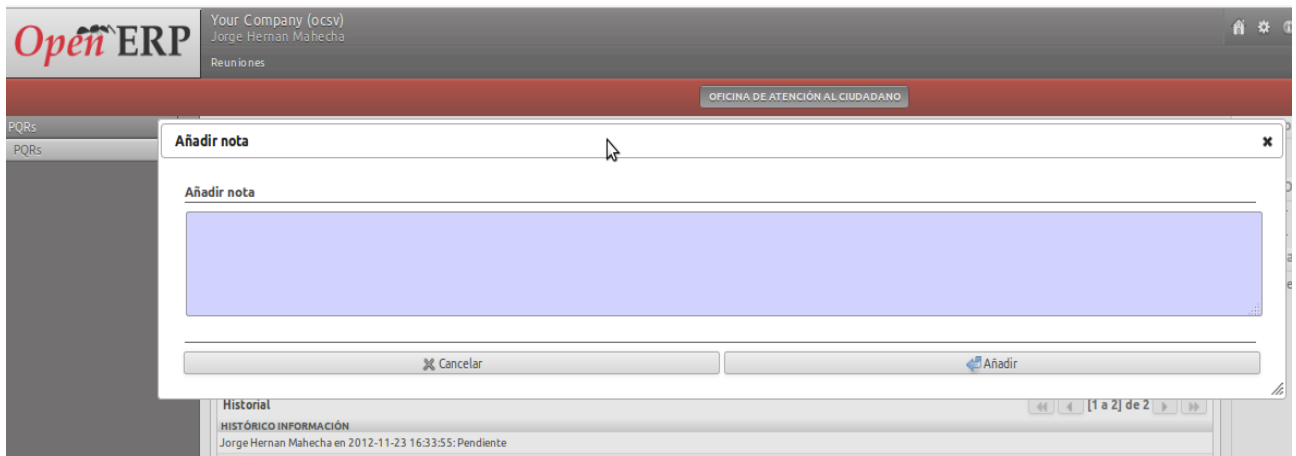 Open ERP
Your Company (ocsv)
Jorge Hernan Mahecha
Reuniones
OFICINA DE ATENCIÓN AL CIUDADANO
PQRs
PQRs
Añadir nota
Añadir nota
Cancelar
Añadir
Historial
[1 a 2] de 2
HISTÓRICO INFORMACIÓN
Jorge Hernan Mahecha en 2012-11-23 16:33:55: Pendiente